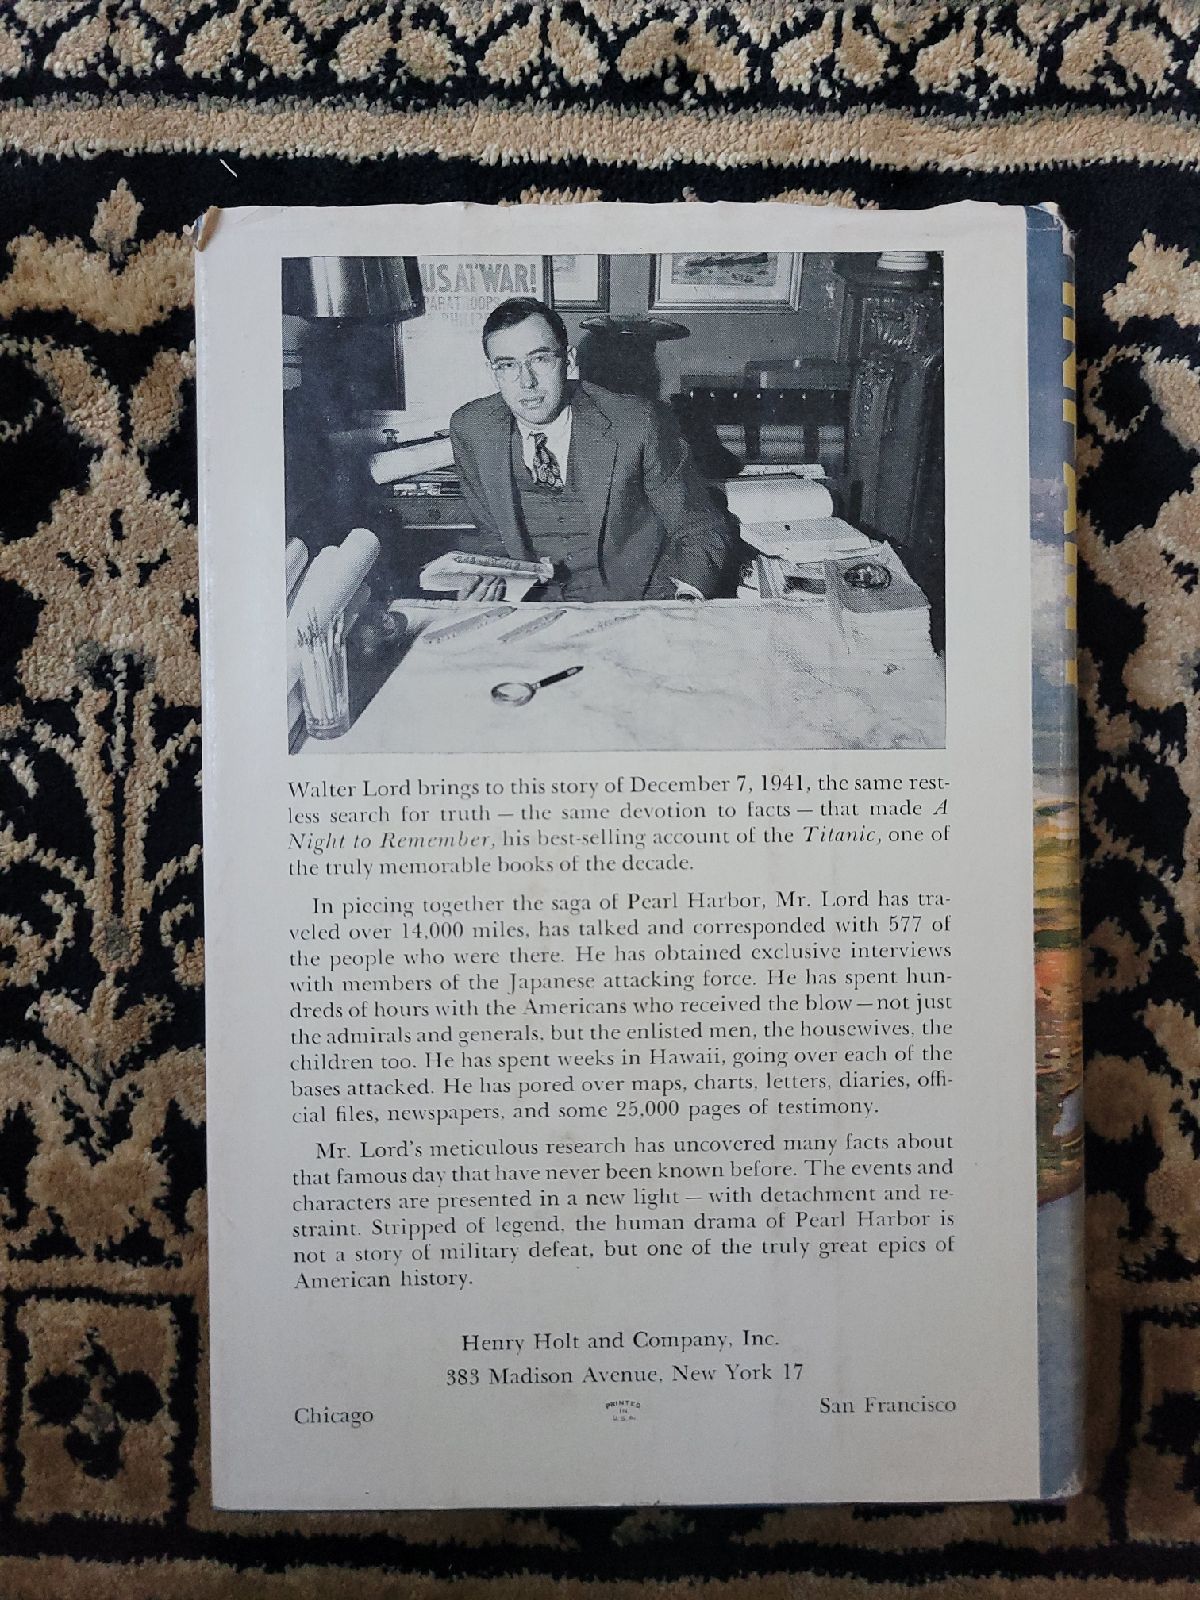 U.S. AT WAR!
Walter Lord brings to this story of December 7, 1941, the same rest-
less search for truth — the same devotion to facts — that made A
Night to Remember, his best-selling account of the Titanic, one of
the truly memorable books of the decade.
In piecing together the saga of Pearl Harbor, Mr. Lord has tra-
veled over 14,000 miles, has talked and corresponded with 577 of
the people who were there. He has obtained exclusive interviews
with members of the Japanese attacking force. He has spent hun-
dreds of hours with the Americans who received the blow — not just
the admirals and generals, but the enlisted men, the housewives, the
children too. He has spent weeks in Hawaii, going over each of the
bases attacked. He has pored over maps, charts, letters, diaries, offi-
cial files, newspapers, and some 25,000 pages of testimony.
Mr. Lord's meticulous research has uncovered many facts about
that famous day that have never been known before. The events and
characters are presented in a new light — with detachment and re-
straint. Stripped of legend, the human drama of Pearl Harbor is
not a story of military defeat, but one of the truly great epics of
American history.
Henry Holt and Company, Inc.
383 Madison Avenue, New York 17
Chicago
PRINTED
IN
U.S.A.
San Francisco